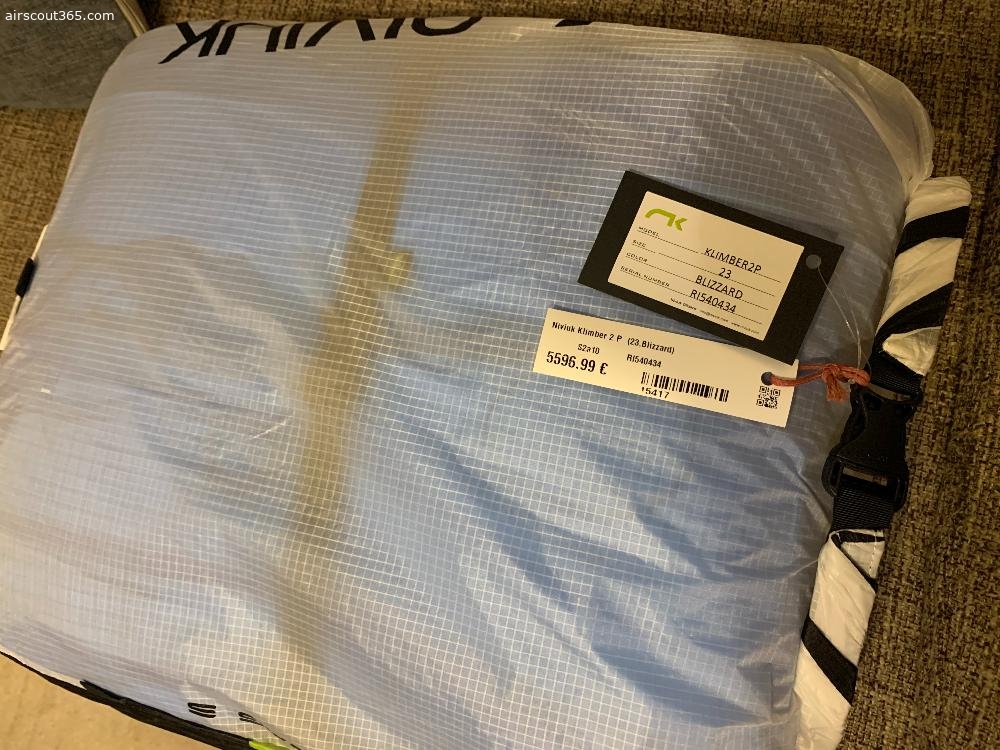 airscout365.com
NIVIUK
MODEL KLIMBER2P
SIZE 23
COLOR BLIZZARD
SERIAL NUMBER RI540434
Niviuk Klimber 2 P (23,Blizzard)
S2a10 RI540434
5596.99 €
15417